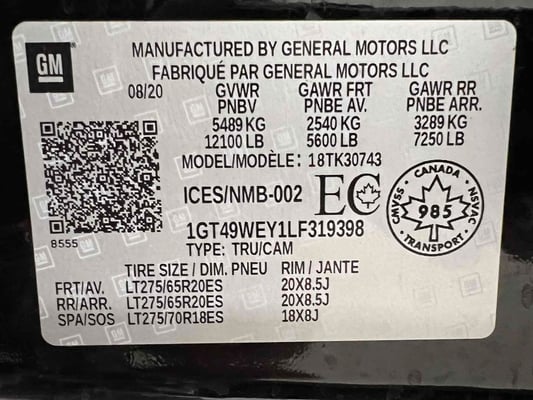 GM
MANUFACTURED BY GENERAL MOTORS LLC
FABRIQUÉ PAR GENERAL MOTORS LLC
08/20 GVWR GAWR FRT GAWR RR
PNBV PNBE AV. PNBE ARR.
5489 KG 2540 KG 3289 KG
12100 LB 5600 LB 7250 LB
MODEL/MODÈLE: 18TK30743
ICES/NMB-002 EC
CANADA
CMVSS NSVAC
985
TRANSPORT
8555
1GT49WEY1LF319398
TYPE: TRU/CAM
TIRE SIZE / DIM. PNEU RIM / JANTE
FRT/AV. LT275/65R20ES 20X8.5J
RR/ARR. LT275/65R20ES 20X8.5J
SPA/SOS LT275/70R18ES 18X8J